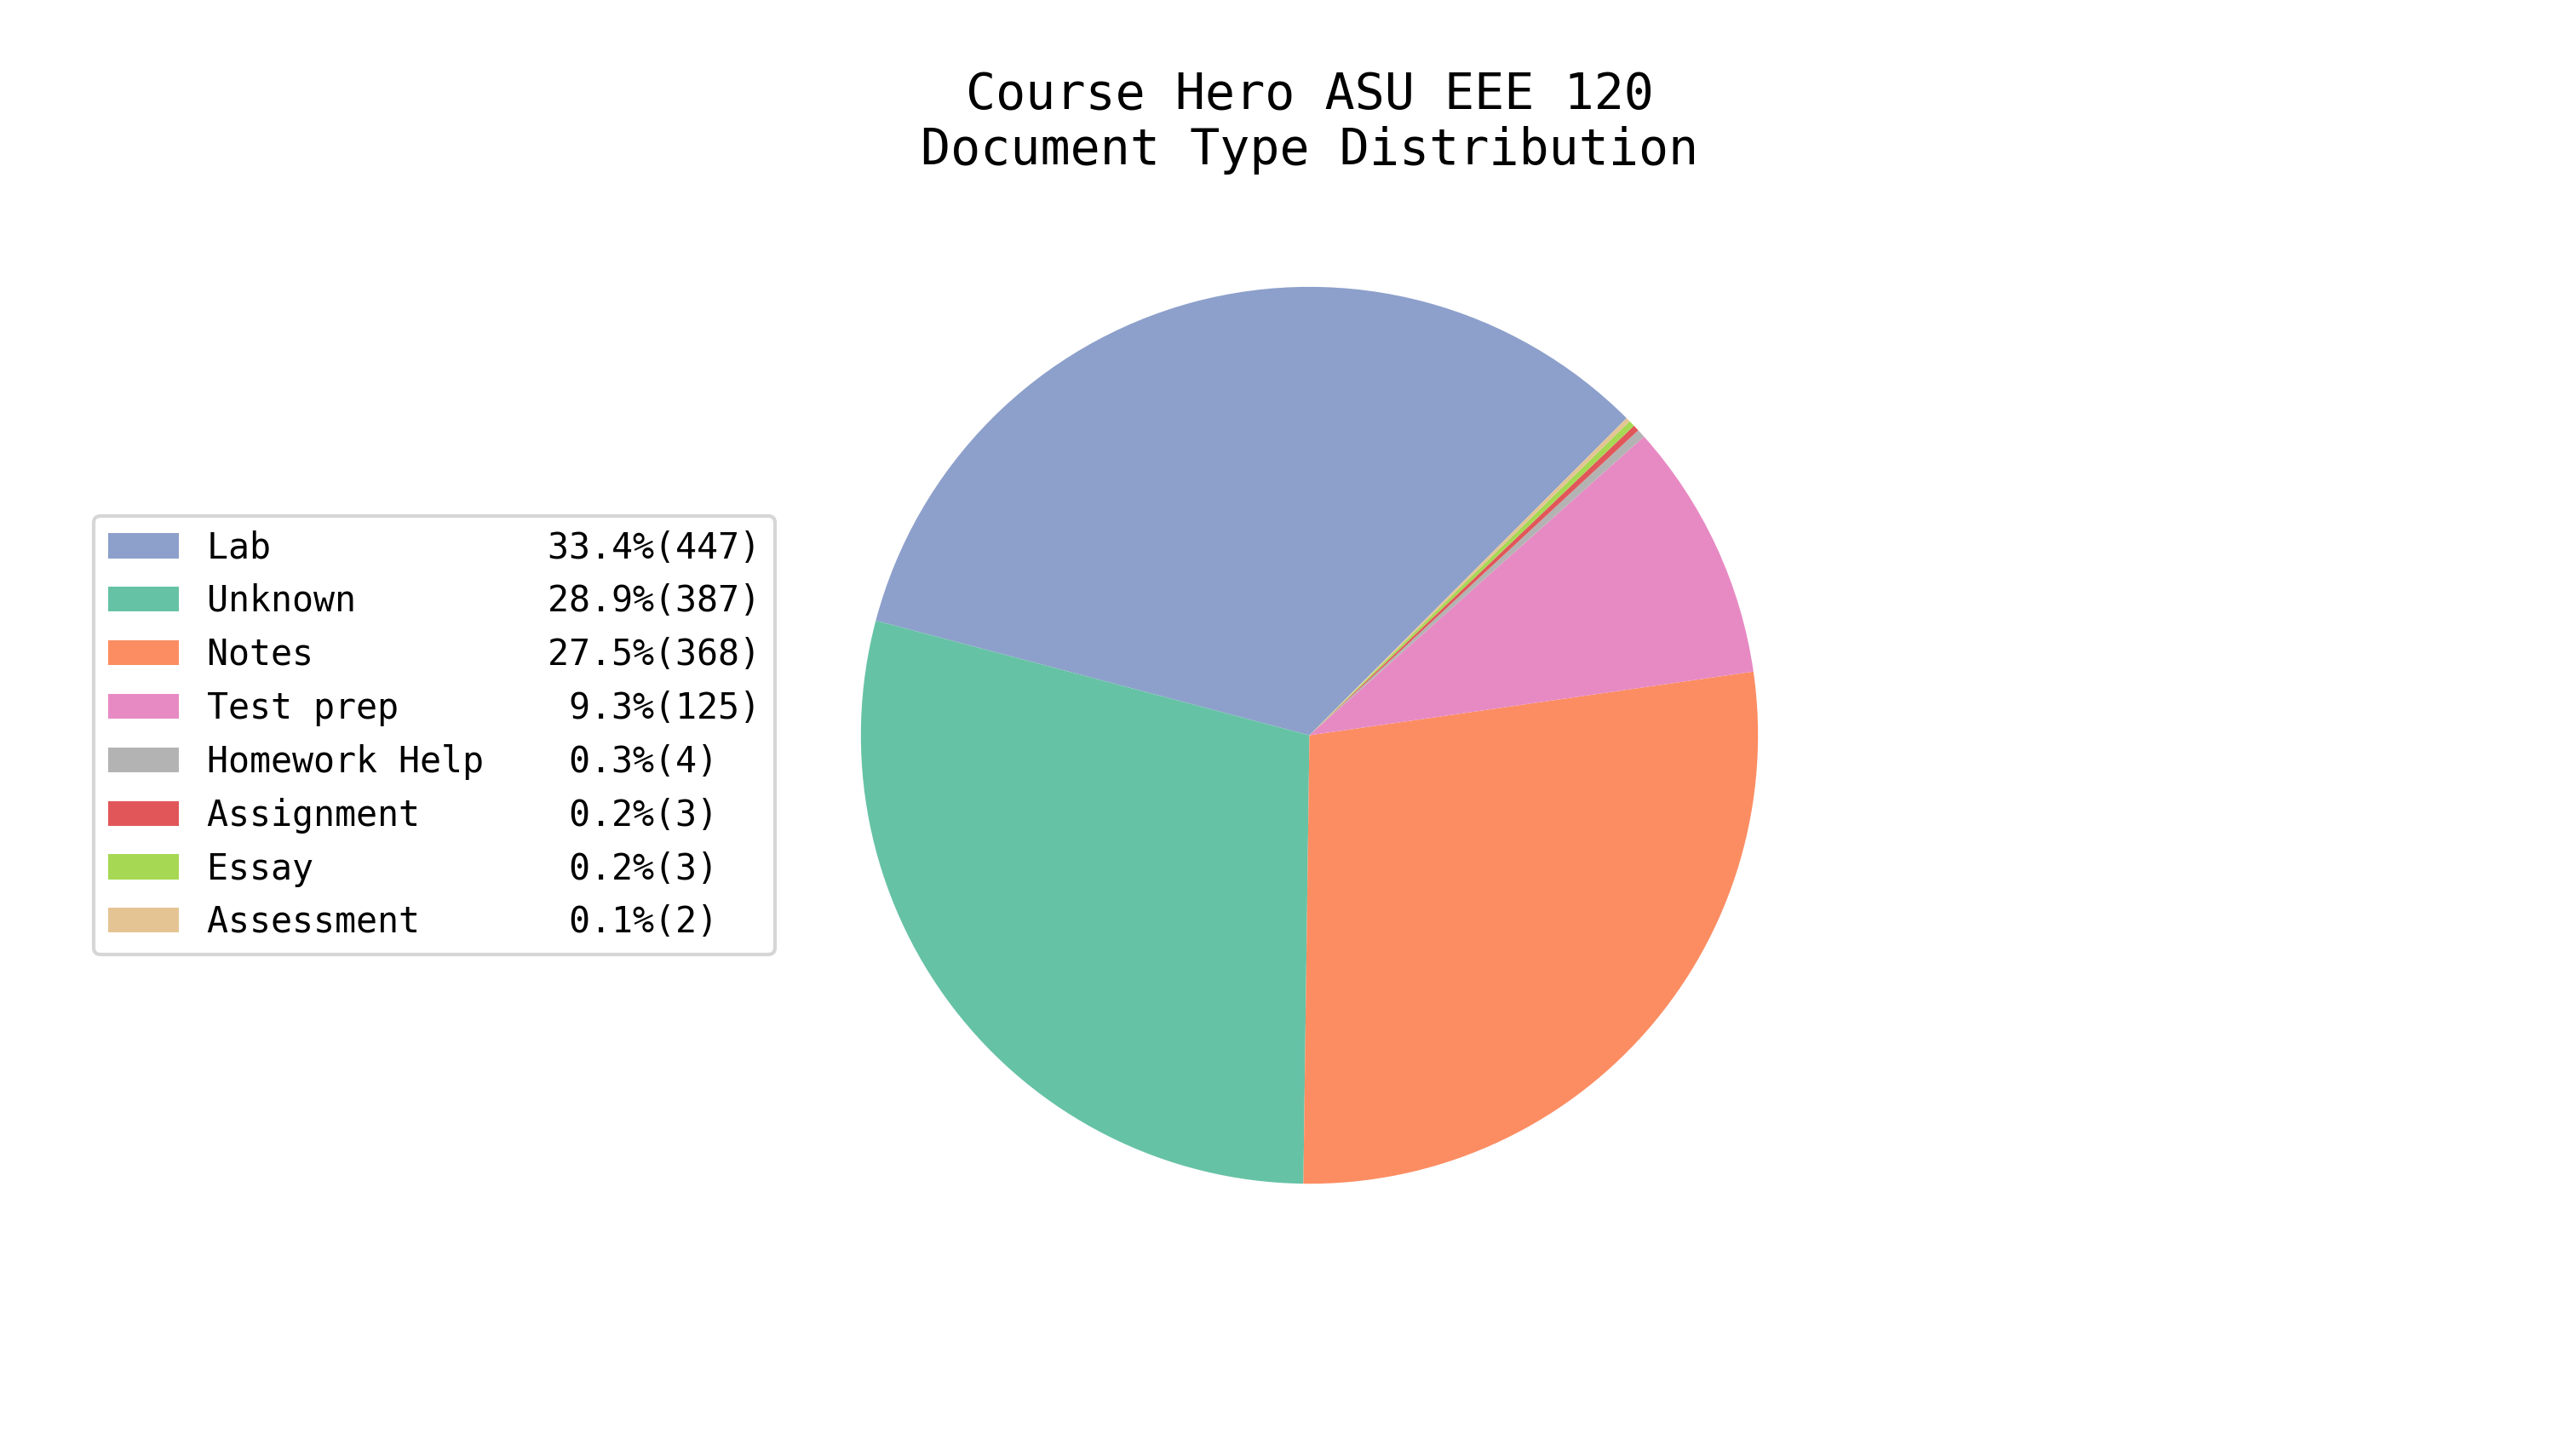 Course Hero ASU EEE 120
Document Type Distribution
Lab 33.4%(447)
Unknown 28.9%(387)
Notes 27.5%(368)
Test prep 9.3%(125)
Homework Help 0.3%(4)
Assignment 0.2%(3)
Essay 0.2%(3)
Assessment 0.1%(2)